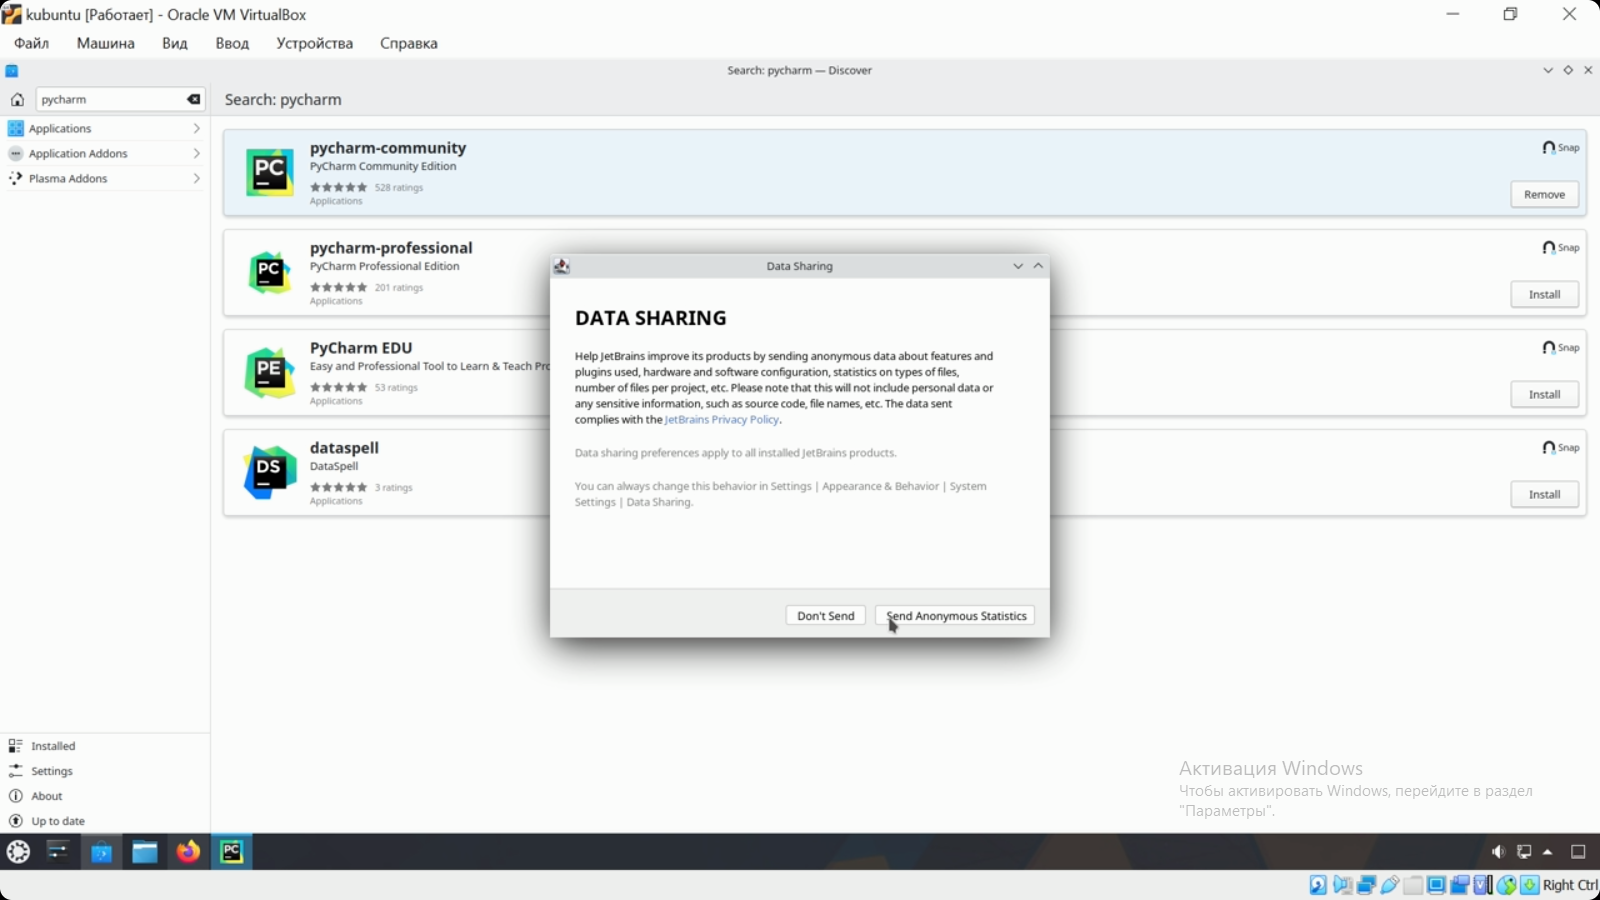 kubuntu [Работает] - Oracle VM VirtualBox
Файл Машина Вид Ввод Устройства Справка
Search: pycharm — Discover
pycharm
Search: pycharm
Applications
Application Addons
Plasma Addons
pycharm-community
PyCharm Community Edition
528 ratings
Applications
Snap
Remove
pycharm-professional
PyCharm Professional Edition
201 ratings
Applications
Snap
Install
PyCharm EDU
Easy and Professional Tool to Learn & Teach Pro
53 ratings
Applications
Snap
Install
dataspell
DataSpell
3 ratings
Applications
Snap
Install
PC
PC
PE
DS
Data Sharing
DATA SHARING
Help JetBrains improve its products by sending anonymous data about features and
plugins used, hardware and software configuration, statistics on types of files,
number of files per project, etc. Please note that this will not include personal data or
any sensitive information, such as source code, file names, etc. The data sent
complies with the JetBrains Privacy Policy.
Data sharing preferences apply to all installed JetBrains products.
You can always change this behavior in Settings | Appearance & Behavior | System
Settings | Data Sharing.
Don't Send
Send Anonymous Statistics
Installed
Settings
About
Up to date
Активация Windows
Чтобы активировать Windows, перейдите в раздел
"Параметры".
PC
Right Ctrl